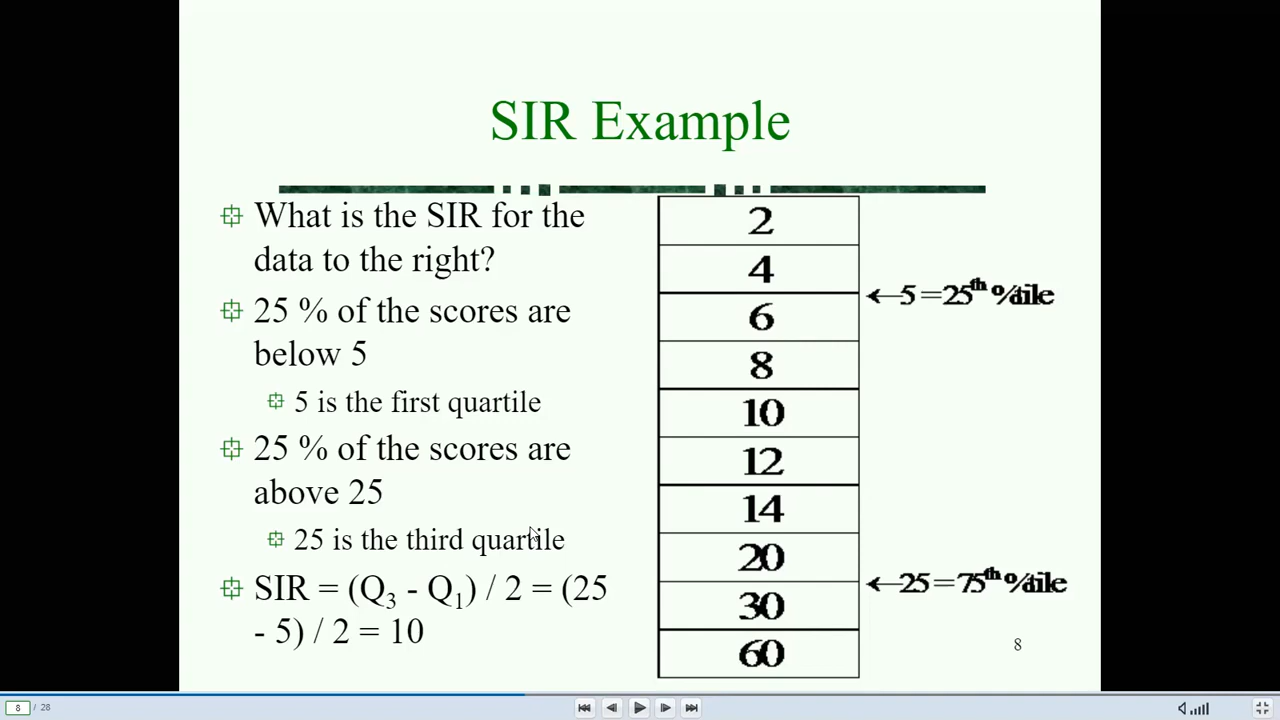 SIR Example
What is the SIR for the
data to the right?
25 % of the scores are
below 5
5 is the first quartile
25 % of the scores are
above 25
25 is the third quartile
SIR = (Q3 - Q1) / 2 = (25
- 5) / 2 = 10
2
4
6
8
10
12
14
20
30
60
←5=25th %tile
←25=75th %tile
8
8 / 28